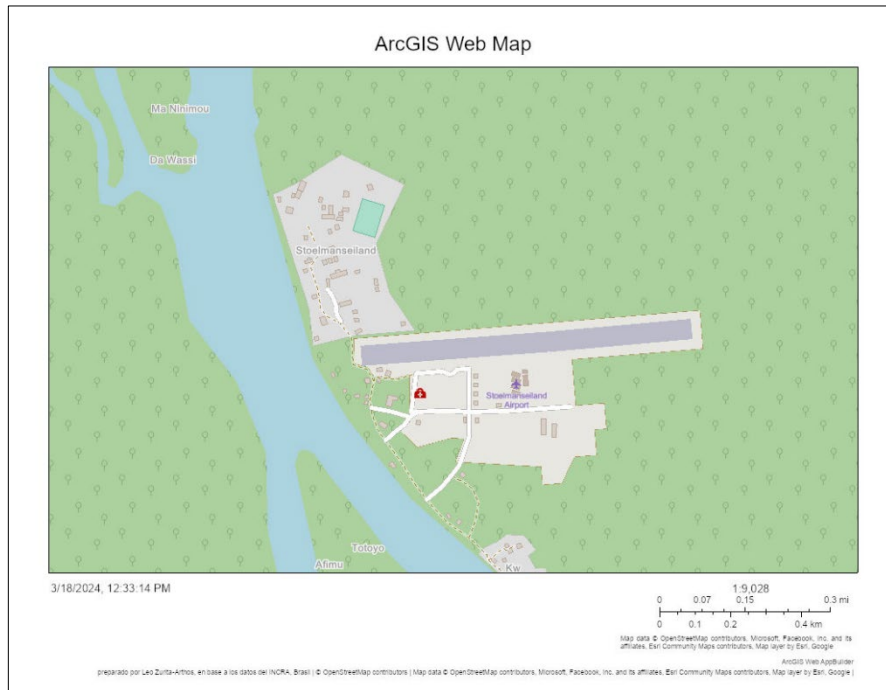 ArcGIS Web Map
Ma Ninimou
Da Wassi
Stoelmanseiland
Stoelmanseiland
Airport
Totoyo
Afimu
Kw
3/18/2024, 12:33:14 PM
1:9,028
0 0.07 0.15 0.3 mi
0 0.1 0.2 0.4 km
Map data © OpenStreetMap contributors, Microsoft, Facebook, Inc. and its
affiliates, Esri Community Maps contributors, Map layer by Esri, Google
ArcGIS Web AppBuilder
preparado por Leo Zurita-Arthos, en base a los datos del INCRA, Brasil | © OpenStreetMap contributors | Map data © OpenStreetMap contributors, Microsoft, Facebook, Inc. and its affiliates, Esri Community Maps contributors, Map layer by Esri, Google |